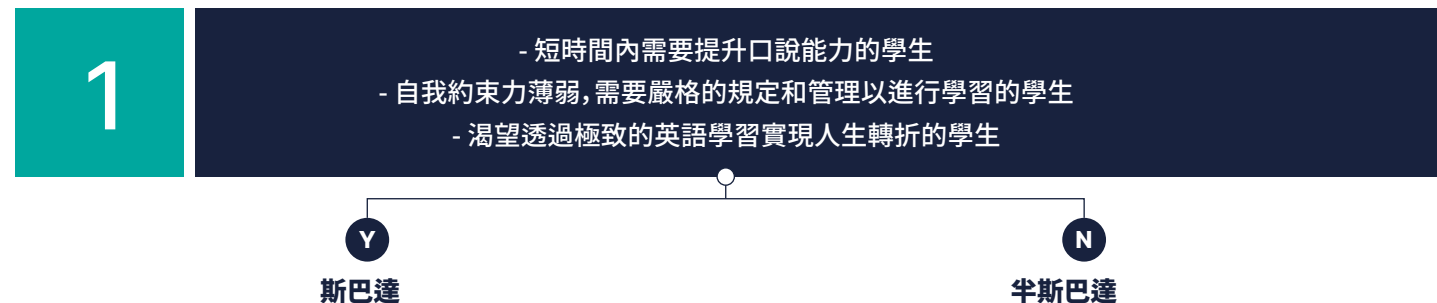 1
- 短時間內需要提升口說能力的學生
- 自我約束力薄弱,需要嚴格的規定和管理以進行學習的學生
- 渴望透過極致的英語學習實現人生轉折的學生
Y
N
斯巴達
半斯巴達